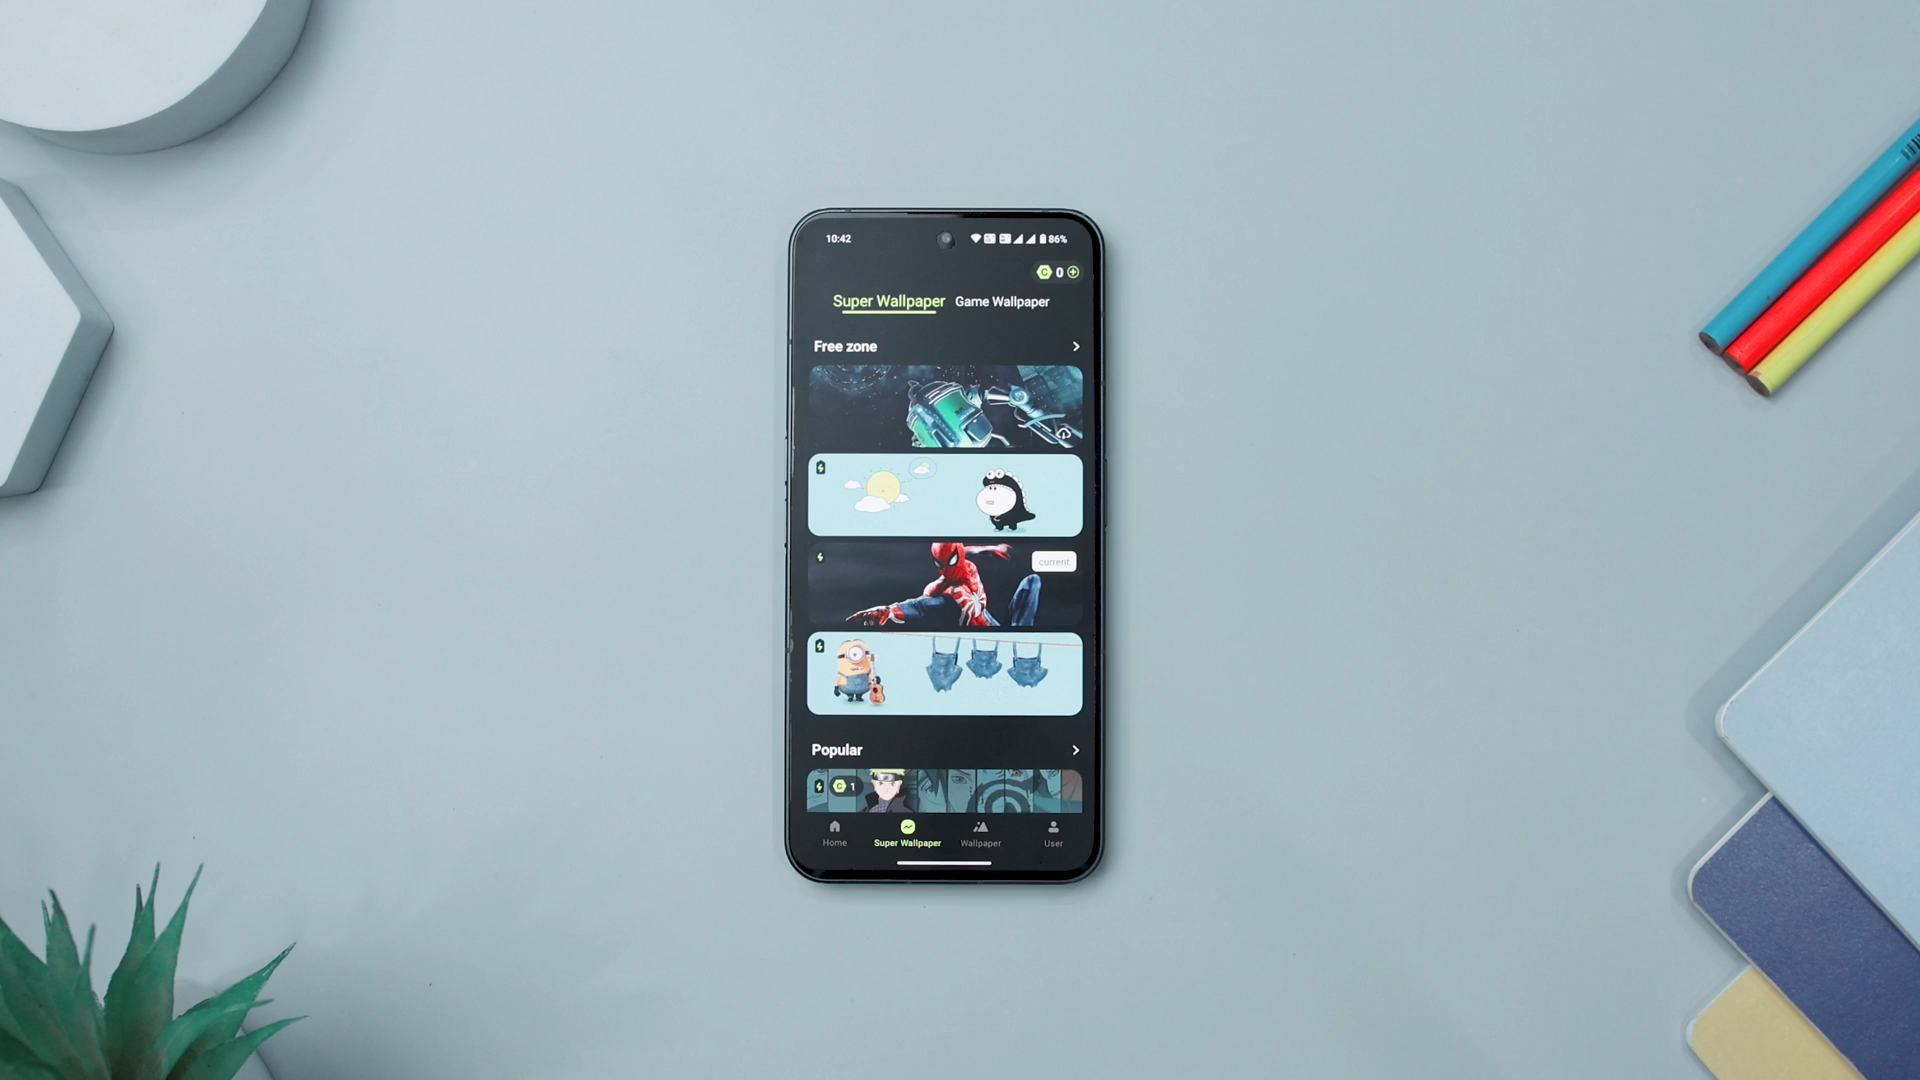 10:42
86%
C 0
Super Wallpaper Game Wallpaper
Free zone
current
Popular
C 1
Home Super Wallpaper Wallpaper User